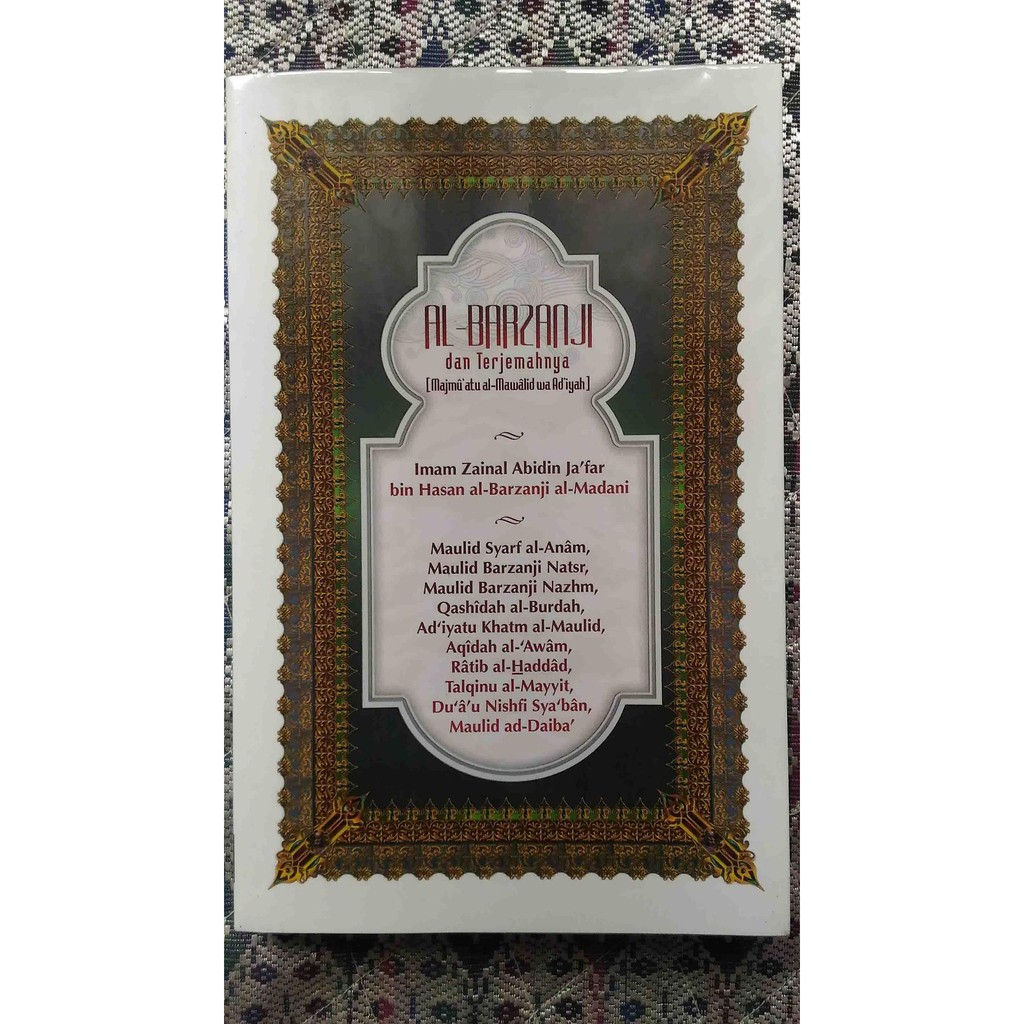 AL-BARZANJI
dan Terjemahnya
[Majmû'atu al-Mawâlid wa Ad'iyah]
Imam Zainal Abidin Ja'far
bin Hasan al-Barzanji al-Madani
Maulid Syarf al-Anâm,
Maulid Barzanji Natsr,
Maulid Barzanji Nazhm,
Qashîdah al-Burdah,
Ad'iyatu Khatm al-Maulid,
Aqîdah al-'Awâm,
Râtib al-H̲addâd,
Talqinu al-Mayyit,
Du'â'u Nishfi Sya'bân,
Maulid ad-Daiba'